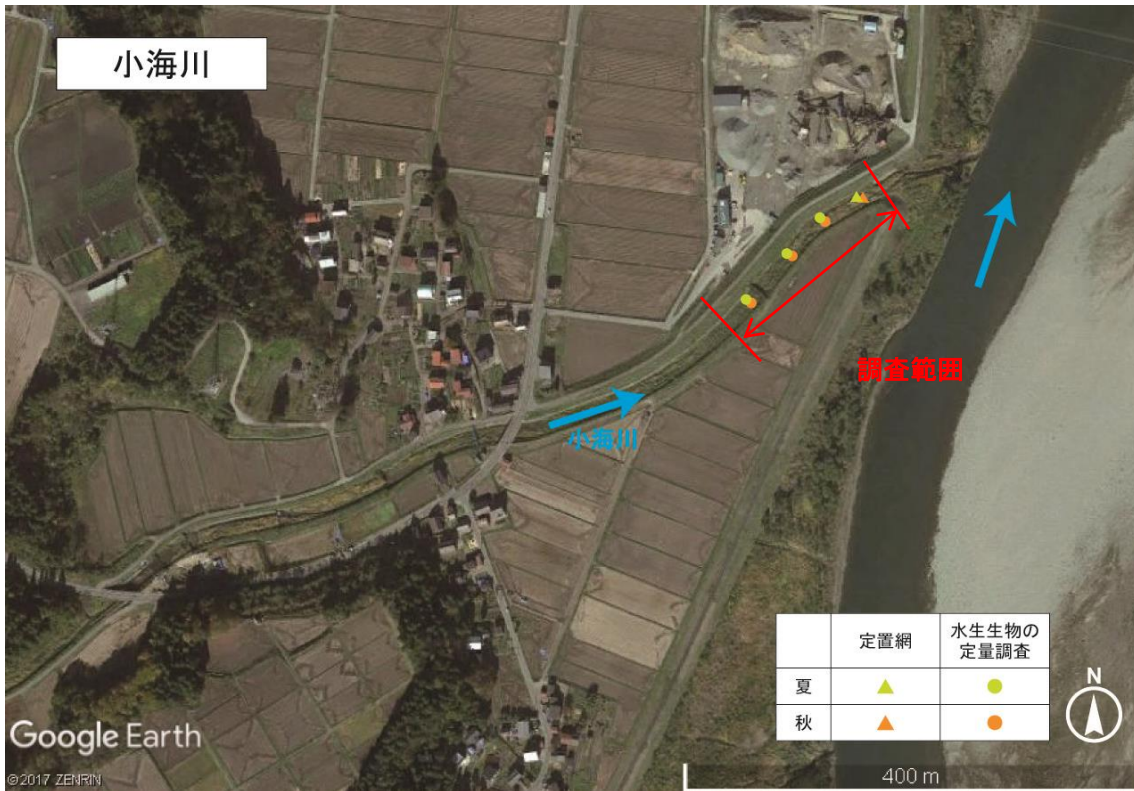 小海川
調査範囲
小海川
定置網
水生生物の
定量調査
夏
秋
N
Google Earth
©2017 ZENRIN
400 m